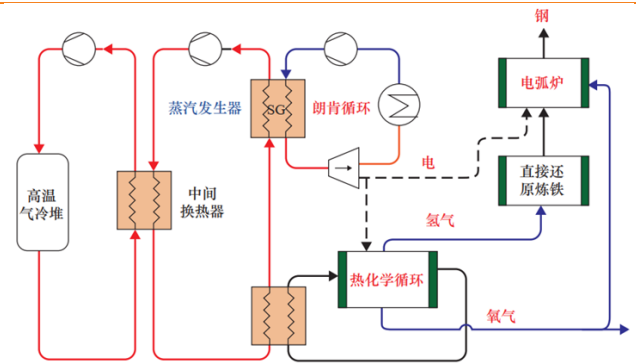 钢
电弧炉
蒸汽发生器
SG
朗肯循环
电
直接还
原炼铁
高温
气冷堆
中间
换热器
氢气
热化学循环
氧气